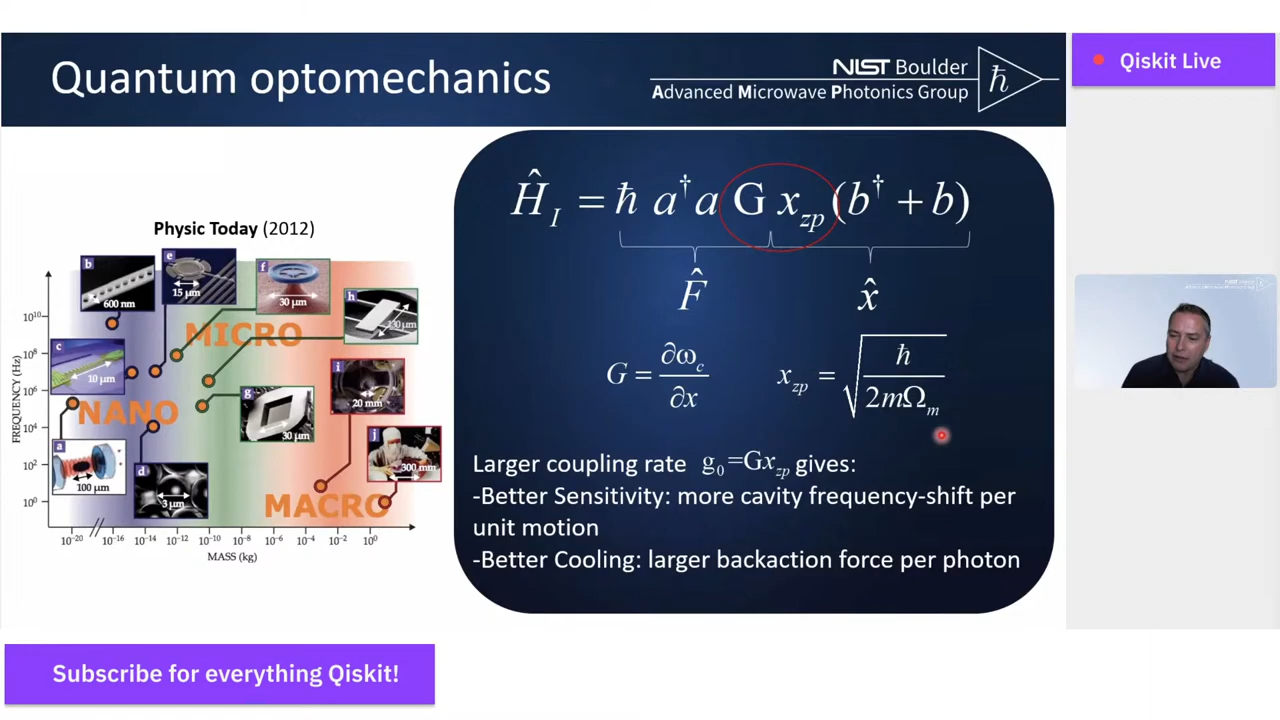 Quantum optomechanics
NIST Boulder
Advanced Microwave Photonics Group
ħ
Qiskit Live
Physic Today (2012)
Ĥ_I = ħ a†a G x_zp (b† + b)
F̂
x̂
G = ∂ω_c/∂x
x_zp = √(ħ/2mΩ_m)
Larger coupling rate g₀=Gx_zp gives:
-Better Sensitivity: more cavity frequency-shift per
unit motion
-Better Cooling: larger backaction force per photon
FREQUENCY (Hz)
10¹⁰
10⁸
10⁶
10⁴
10²
10⁰
b
600 nm
e
15 µm
f
30 µm
h
130 µm
MICRO
c
10 µm
NANO
i
20 mm
g
30 µm
a
100 µm
d
3 µm
j
300 mm
MACRO
10⁻²⁰ 10⁻¹⁶ 10⁻¹⁴ 10⁻¹² 10⁻¹⁰ 10⁻⁸ 10⁻⁶ 10⁻⁴ 10⁻² 10⁰
MASS (kg)
Subscribe for everything Qiskit!